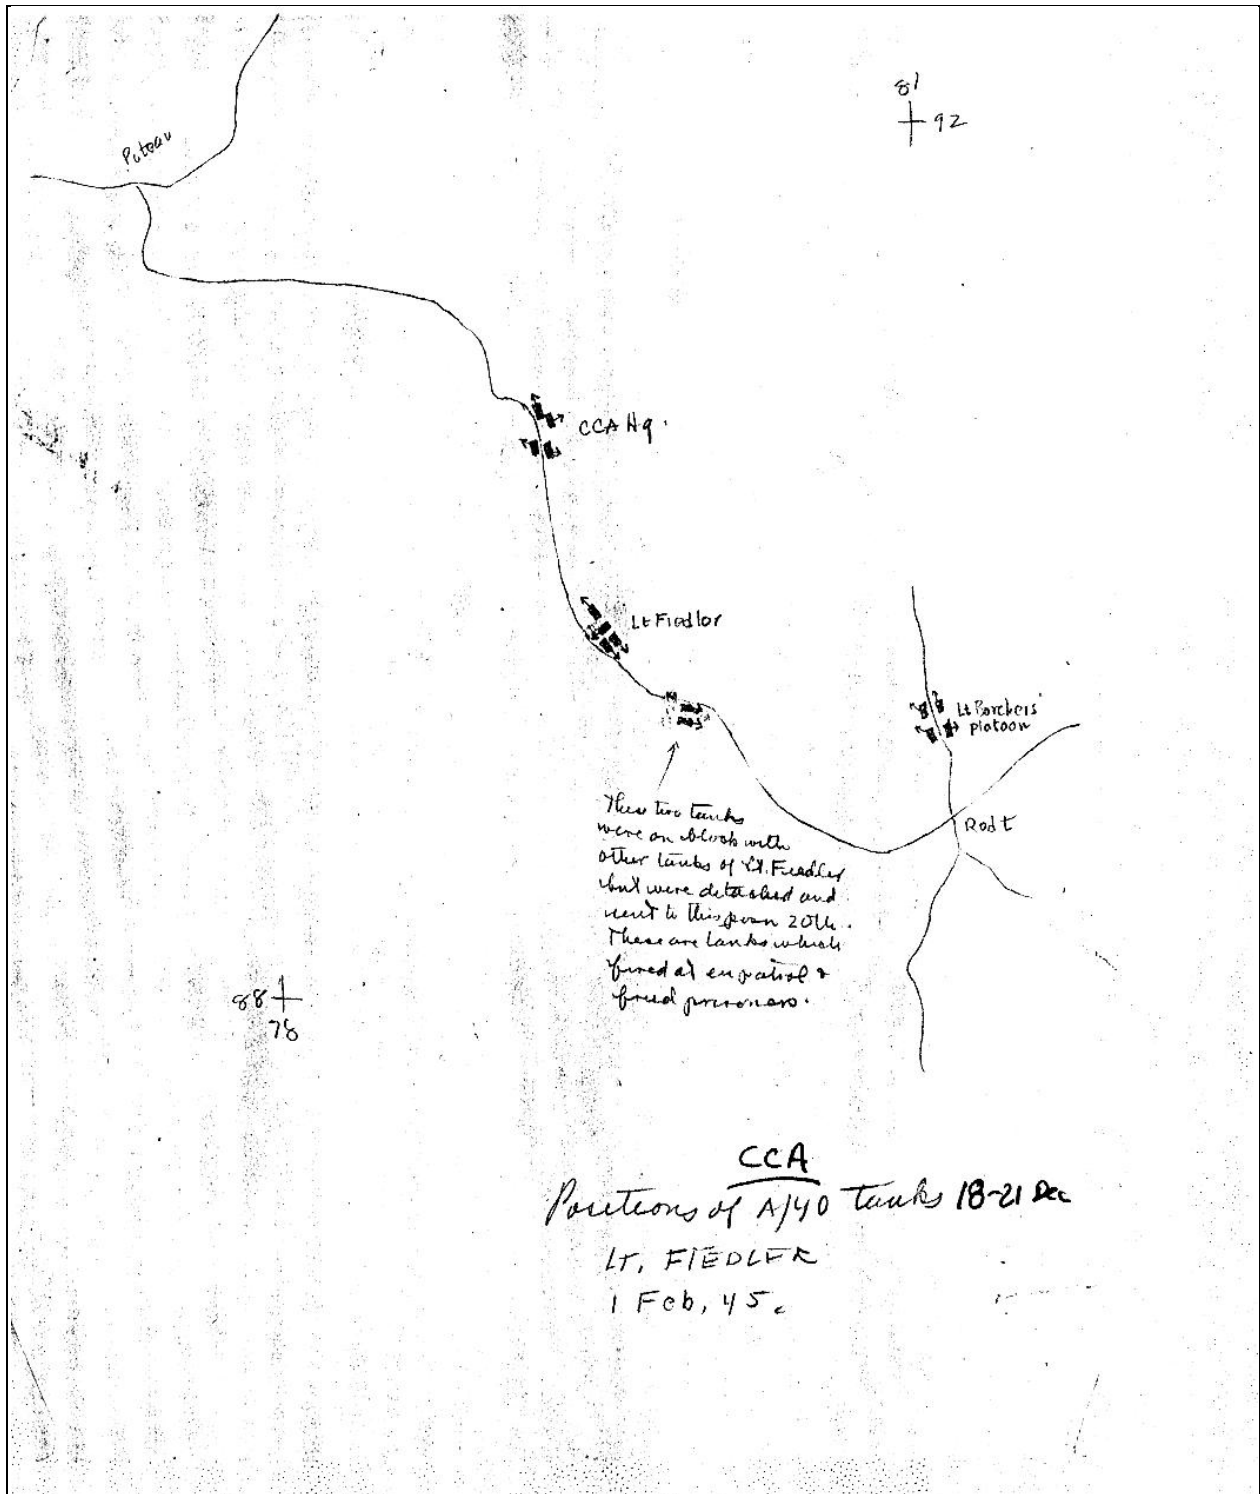 81
92
Poteau
CCA Hq.
Lt Fiedler
Lt Borchers'
platoon
Rodt
These two tanks
were on block with
other tanks of Lt. Fiedler
but were detached and
sent to this posn 20th.
These are tanks which
fired at en patrol &
freed prisoners.
88
78
CCA
Positions of A/40 tanks 18-21 Dec
LT. FIEDLER
1 Feb, 45.